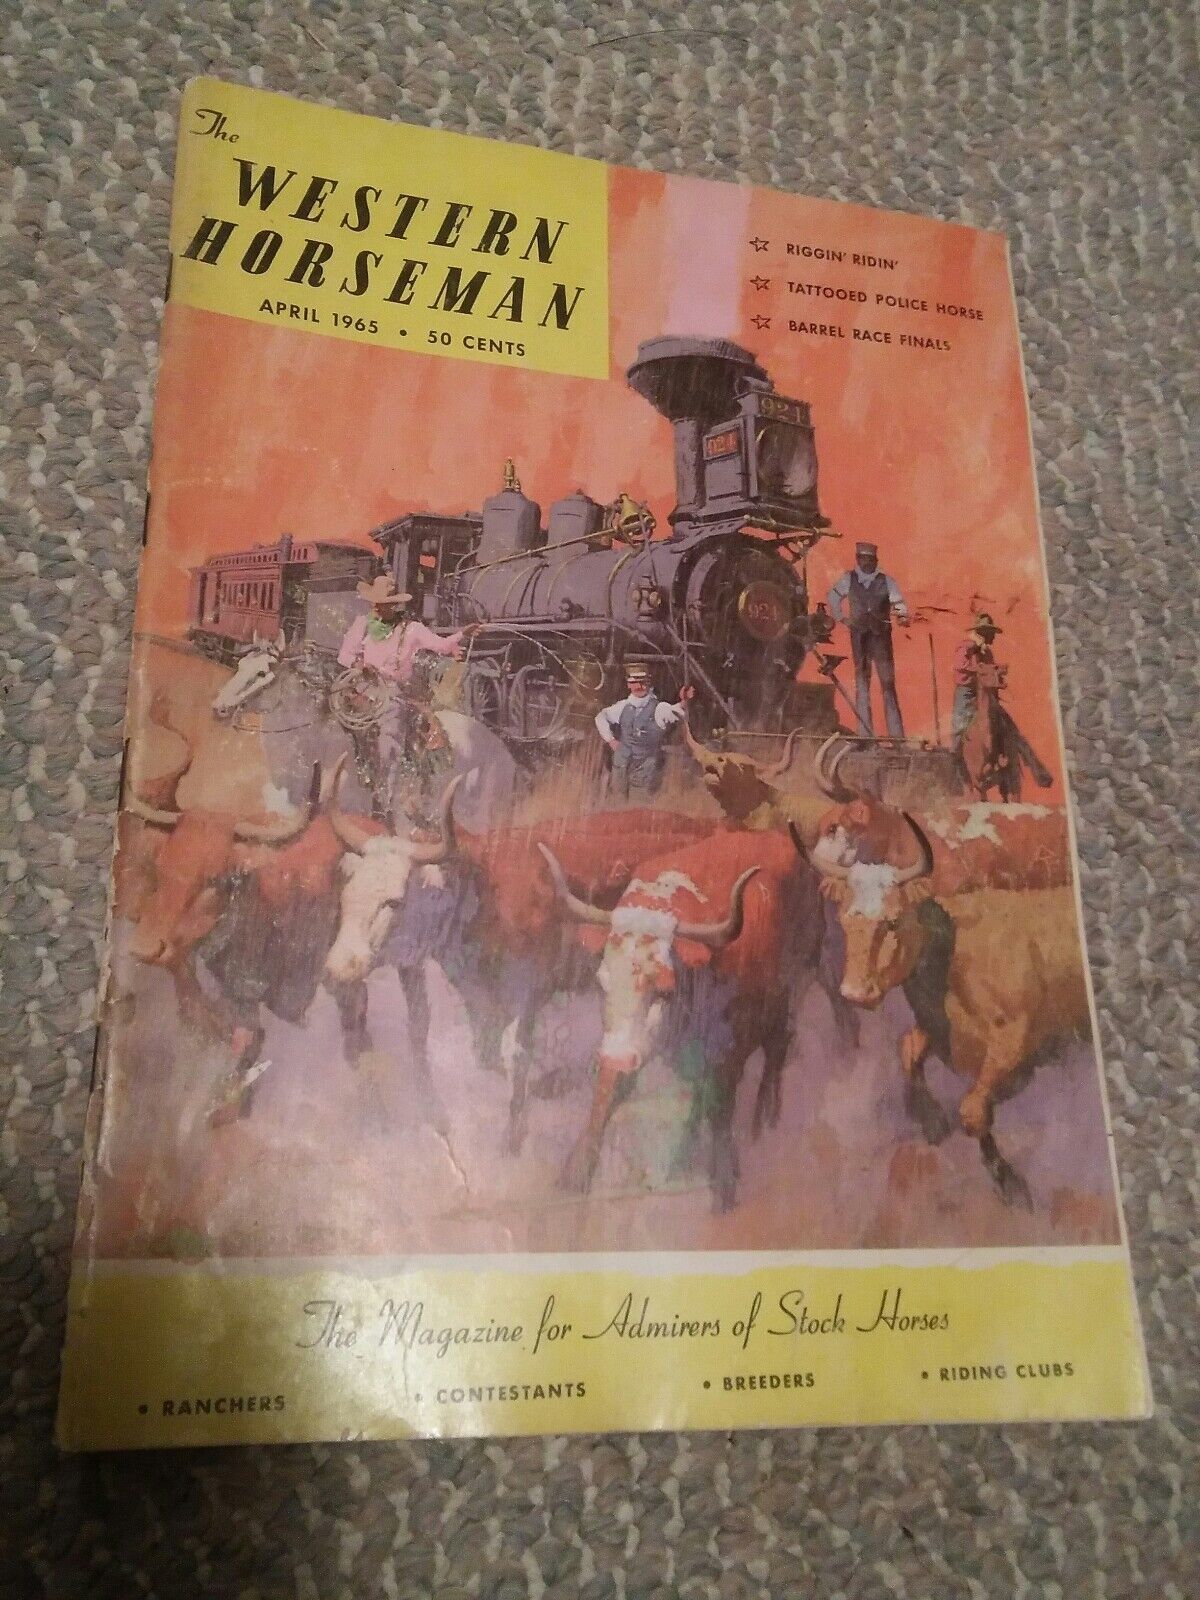 The
WESTERN
HORSEMAN
APRIL 1965 • 50 CENTS
☆ RIGGIN' RIDIN'
☆ TATTOOED POLICE HORSE
☆ BARREL RACE FINALS
921
921
921
The Magazine for Admirers of Stock Horses
• RANCHERS • CONTESTANTS • BREEDERS • RIDING CLUBS